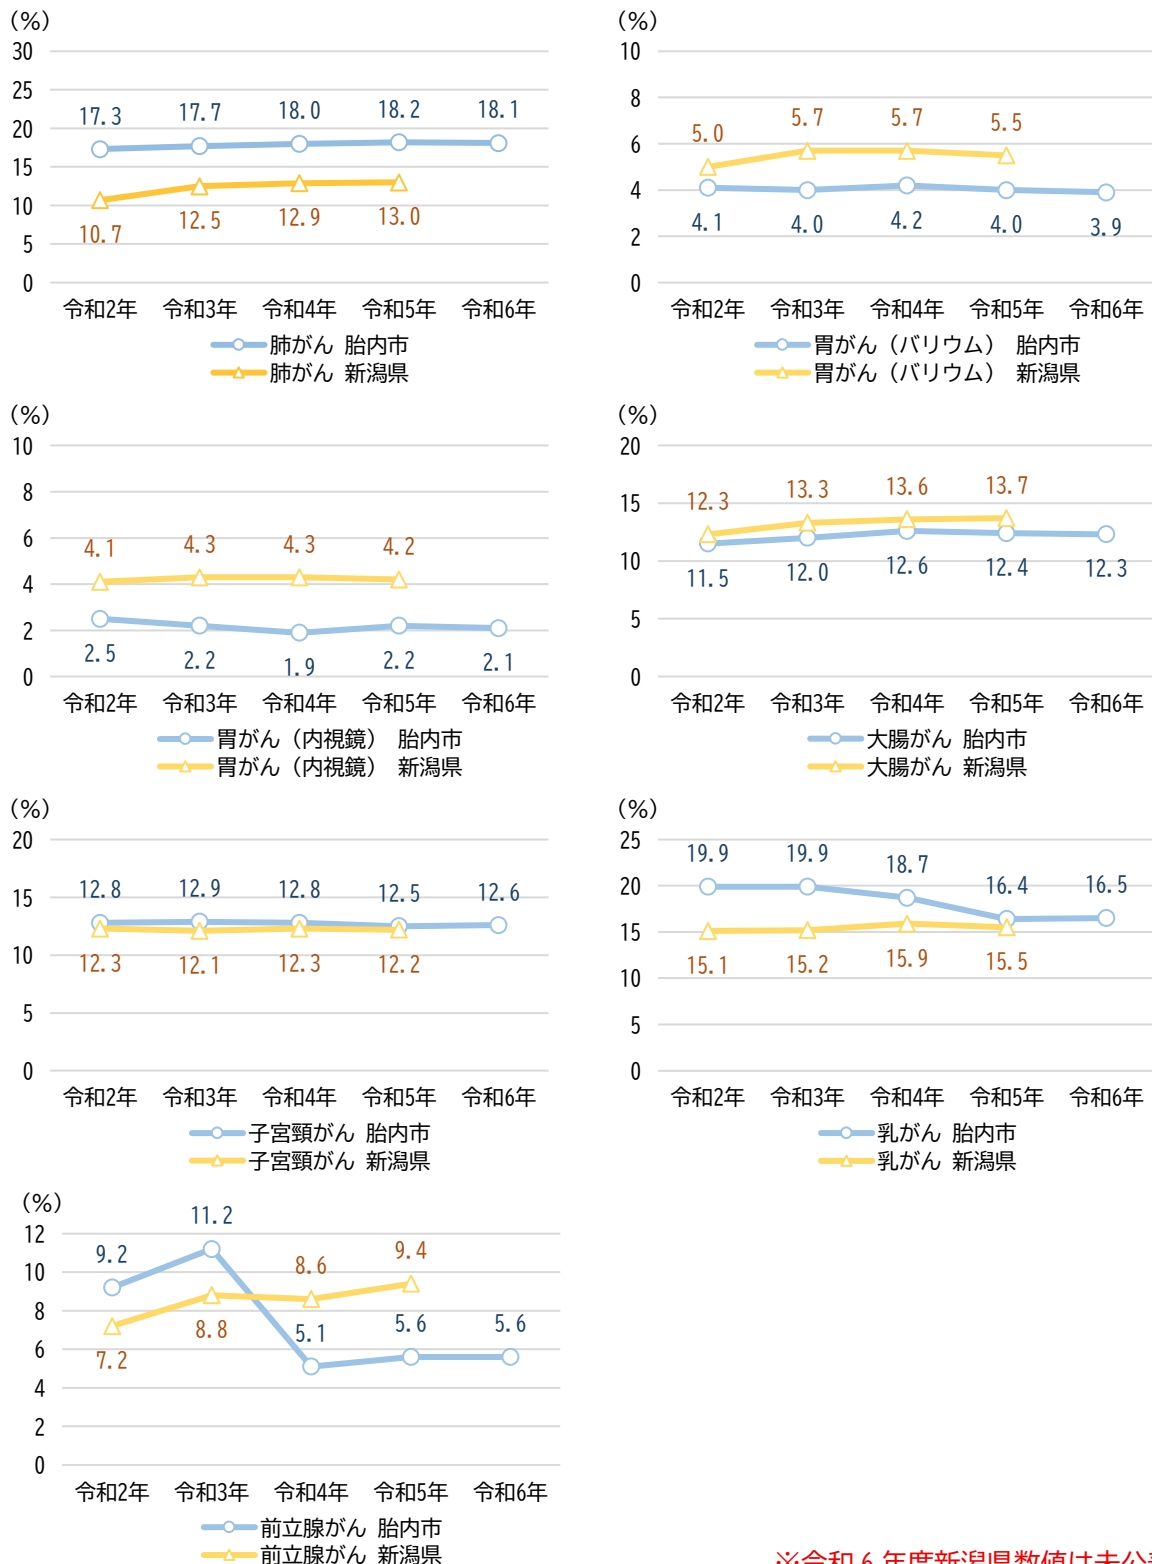 (%)
30
25
20
15
10
5
0
17.3 17.7 18.0 18.2 18.1
10.7 12.5 12.9 13.0
令和2年 令和3年 令和4年 令和5年 令和6年
肺がん 胎内市
肺がん 新潟県
(%)
10
8
6
4
2
0
5.0 5.7 5.7 5.5
4.1 4.0 4.2 4.0 3.9
令和2年 令和3年 令和4年 令和5年 令和6年
胃がん（バリウム） 胎内市
胃がん（バリウム） 新潟県
(%)
10
8
6
4
2
0
4.1 4.3 4.3 4.2
2.5 2.2 1.9 2.2 2.1
令和2年 令和3年 令和4年 令和5年 令和6年
胃がん（内視鏡） 胎内市
胃がん（内視鏡） 新潟県
(%)
20
15
10
5
0
12.3 13.3 13.6 13.7
11.5 12.0 12.6 12.4 12.3
令和2年 令和3年 令和4年 令和5年 令和6年
大腸がん 胎内市
大腸がん 新潟県
(%)
20
15
10
5
0
12.8 12.9 12.8 12.5 12.6
12.3 12.1 12.3 12.2
令和2年 令和3年 令和4年 令和5年 令和6年
子宮頸がん 胎内市
子宮頸がん 新潟県
(%)
25
20
15
10
5
0
19.9 19.9 18.7 16.4 16.5
15.1 15.2 15.9 15.5
令和2年 令和3年 令和4年 令和5年 令和6年
乳がん 胎内市
乳がん 新潟県
(%)
12
10
8
6
4
2
0
9.2 11.2 5.1 5.6 5.6
7.2 8.8 8.6 9.4
令和2年 令和3年 令和4年 令和5年 令和6年
前立腺がん 胎内市
前立腺がん 新潟県
※令和6年度新潟県数値は未公